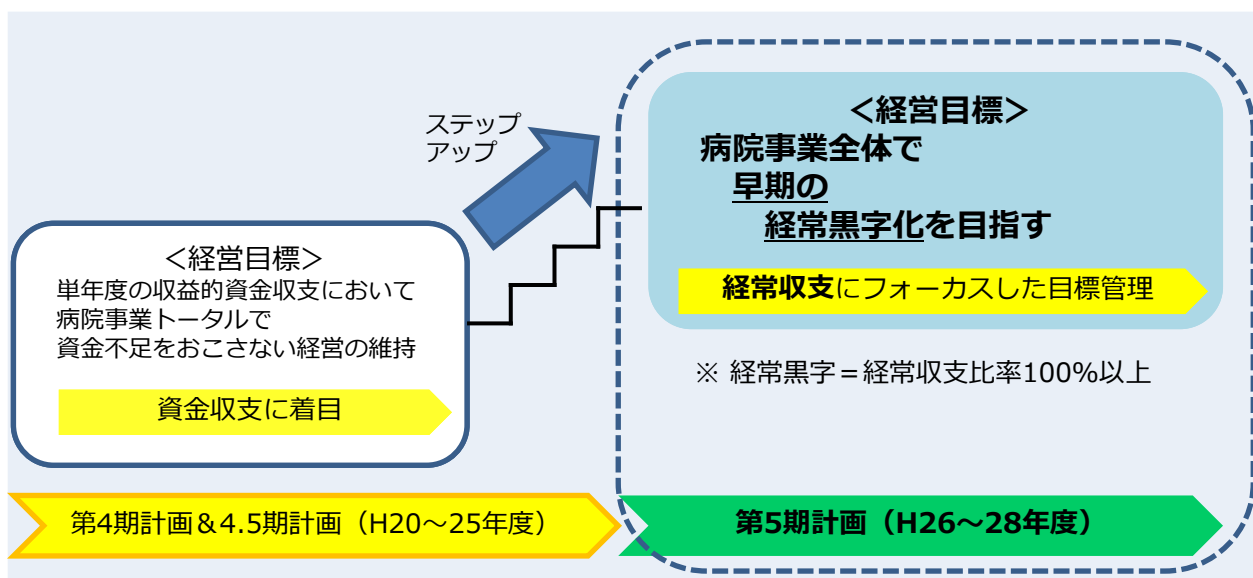 ステップ
アップ
＜経営目標＞
単年度の収益的資金収支において
病院事業トータルで
資金不足をおこさない経営の維持
資金収支に着目
＜経営目標＞
病院事業全体で
早期の
経常黒字化を目指す
経常収支にフォーカスした目標管理
※ 経常黒字＝経常収支比率100%以上
第4期計画＆4.5期計画（H20～25年度）
第5期計画（H26～28年度）